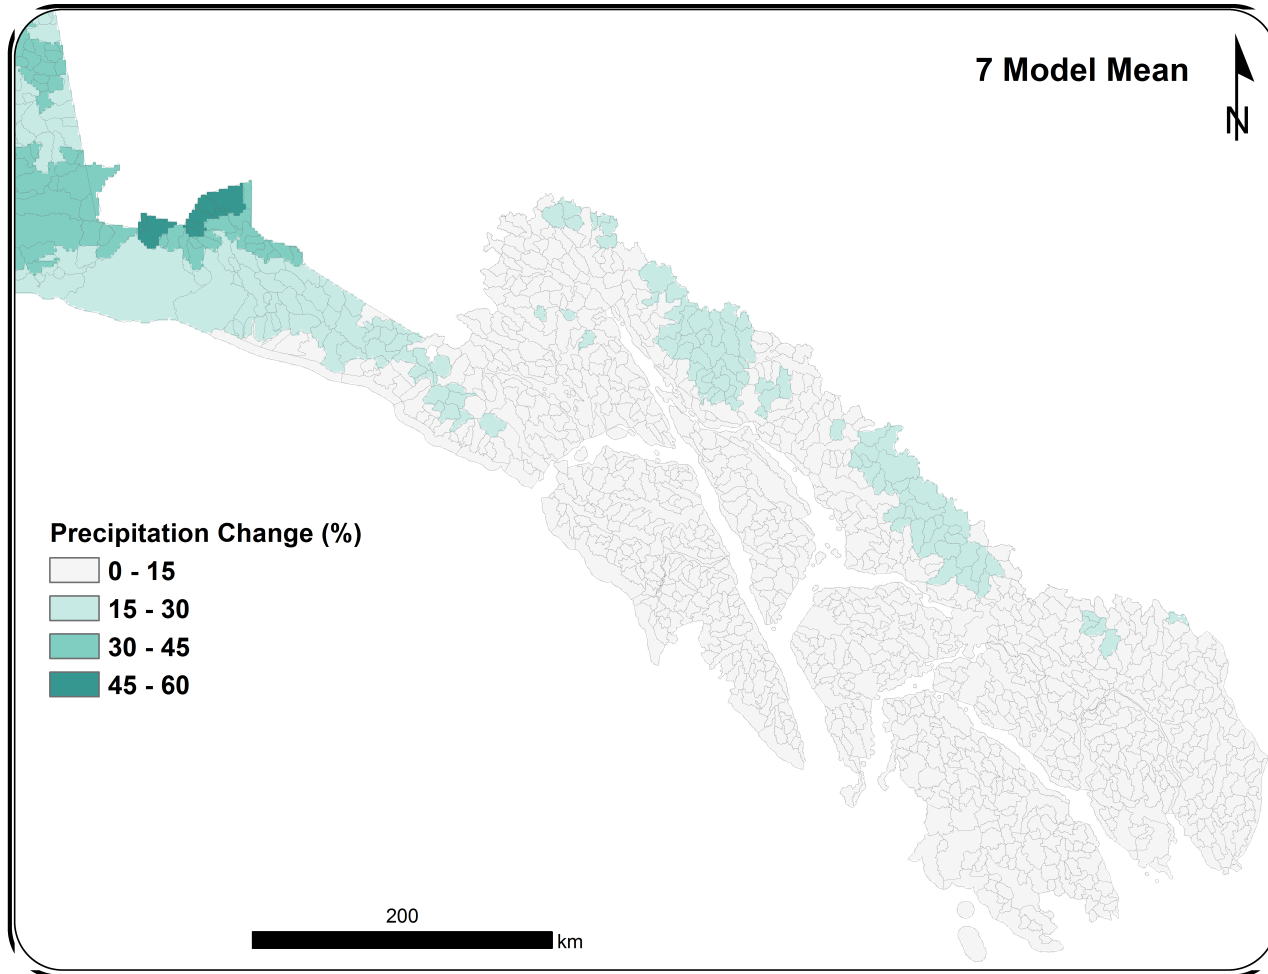 7 Model Mean
N
Precipitation Change (%)
0 - 15
15 - 30
30 - 45
45 - 60
200
km